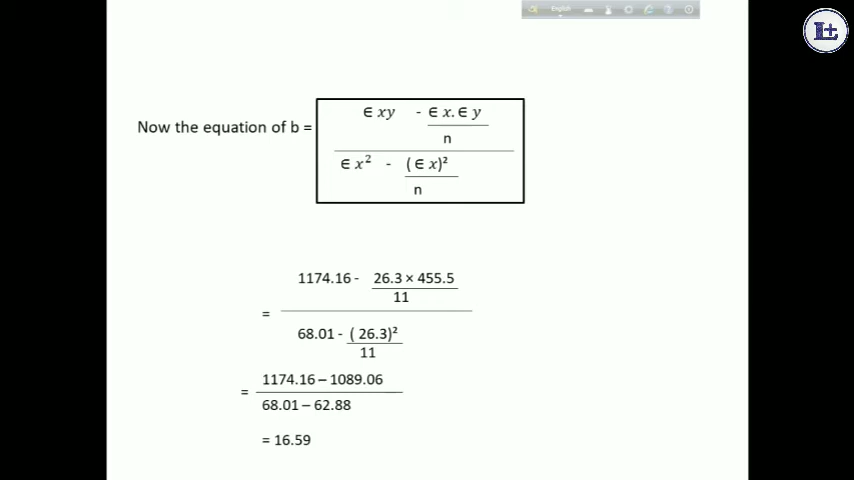 English
L+
Now the equation of b =
∈ xy - ∈ x. ∈ y
n
∈ x² - (∈ x)²
n
1174.16 - 26.3 × 455.5
11
=
68.01 - ( 26.3)²
11
1174.16 – 1089.06
=
68.01 – 62.88
= 16.59